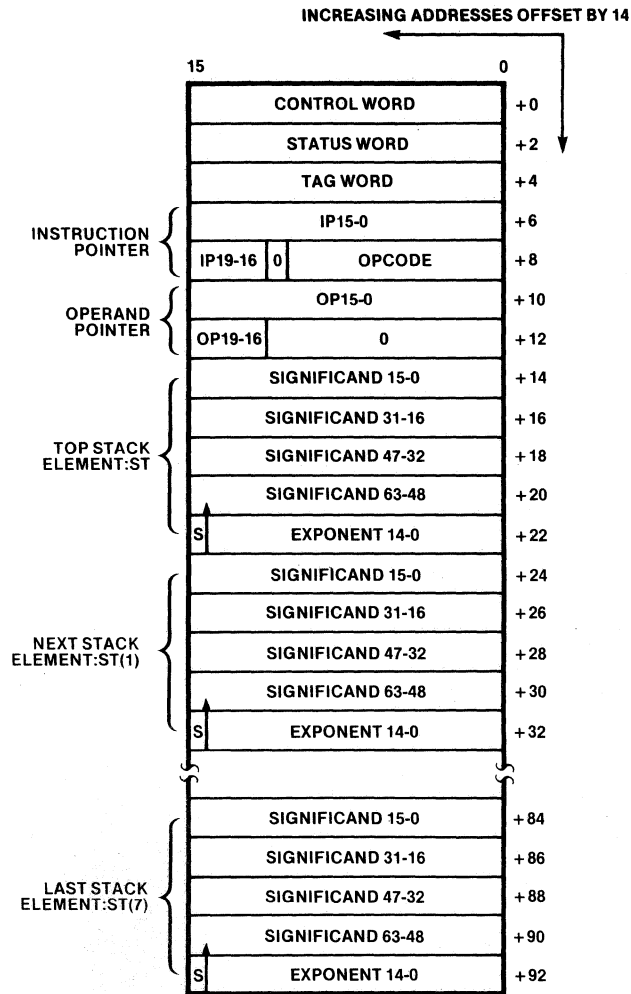 INCREASING ADDRESSES OFFSET BY 14
15 0
CONTROL WORD +0
STATUS WORD +2
TAG WORD +4
INSTRUCTION POINTER
IP15-0 +6
IP19-16 0 OPCODE +8
OPERAND POINTER
OP15-0 +10
OP19-16 0 +12
TOP STACK ELEMENT:ST
SIGNIFICAND 15-0 +14
SIGNIFICAND 31-16 +16
SIGNIFICAND 47-32 +18
SIGNIFICAND 63-48 +20
S EXPONENT 14-0 +22
NEXT STACK ELEMENT:ST(1)
SIGNIFICAND 15-0 +24
SIGNIFICAND 31-16 +26
SIGNIFICAND 47-32 +28
SIGNIFICAND 63-48 +30
S EXPONENT 14-0 +32
LAST STACK ELEMENT:ST(7)
SIGNIFICAND 15-0 +84
SIGNIFICAND 31-16 +86
SIGNIFICAND 47-32 +88
SIGNIFICAND 63-48 +90
S EXPONENT 14-0 +92